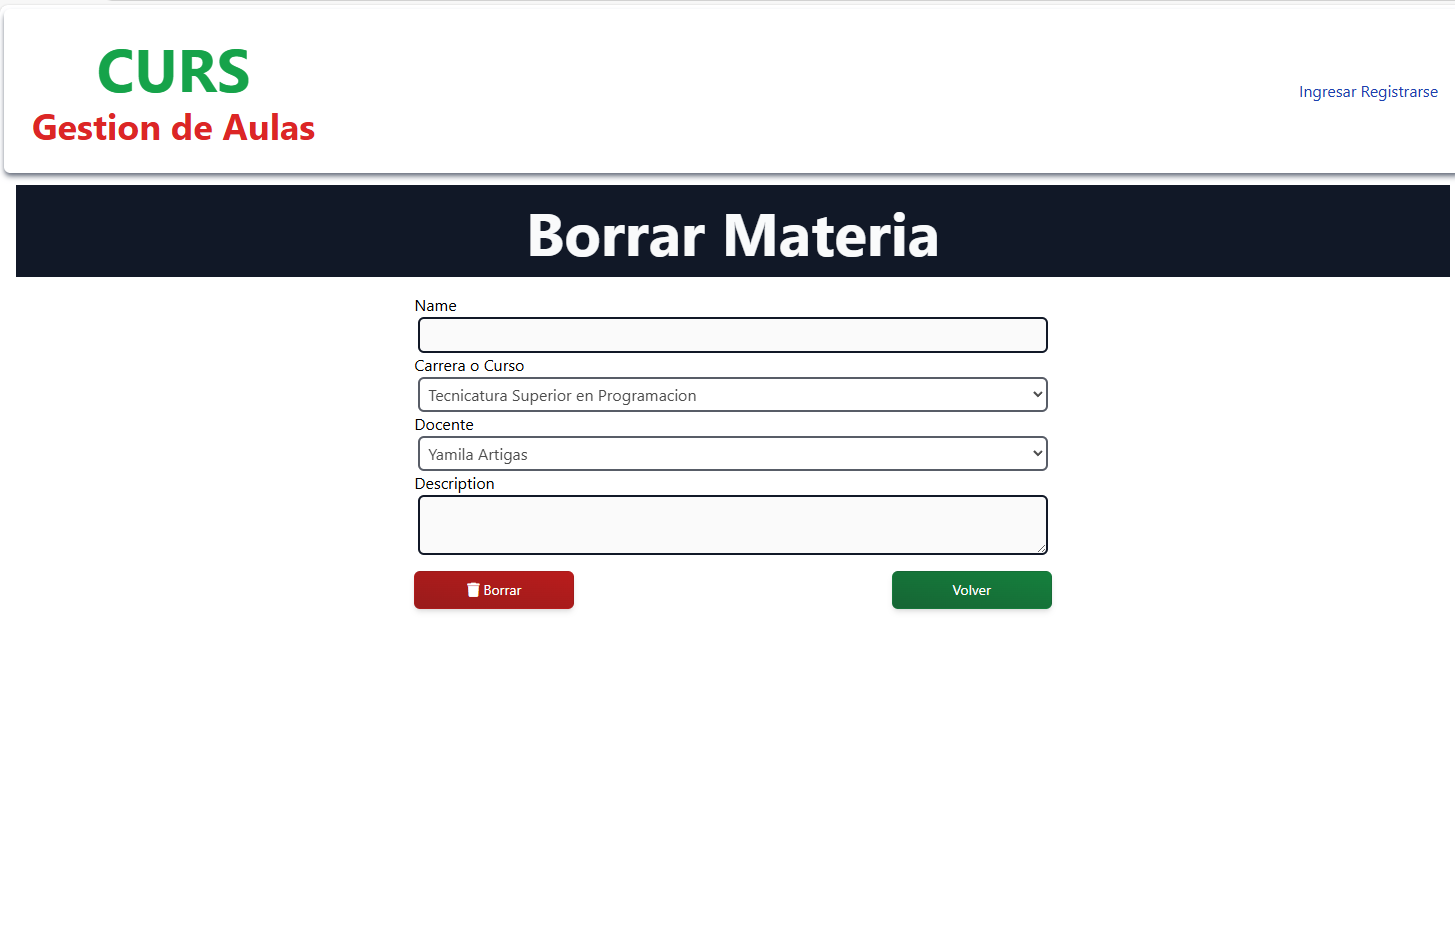 CURS
Gestion de Aulas
Ingresar Registrarse
Borrar Materia
Name
Carrera o Curso
Tecnicatura Superior en Programacion
Docente
Yamila Artigas
Description
Borrar
Volver